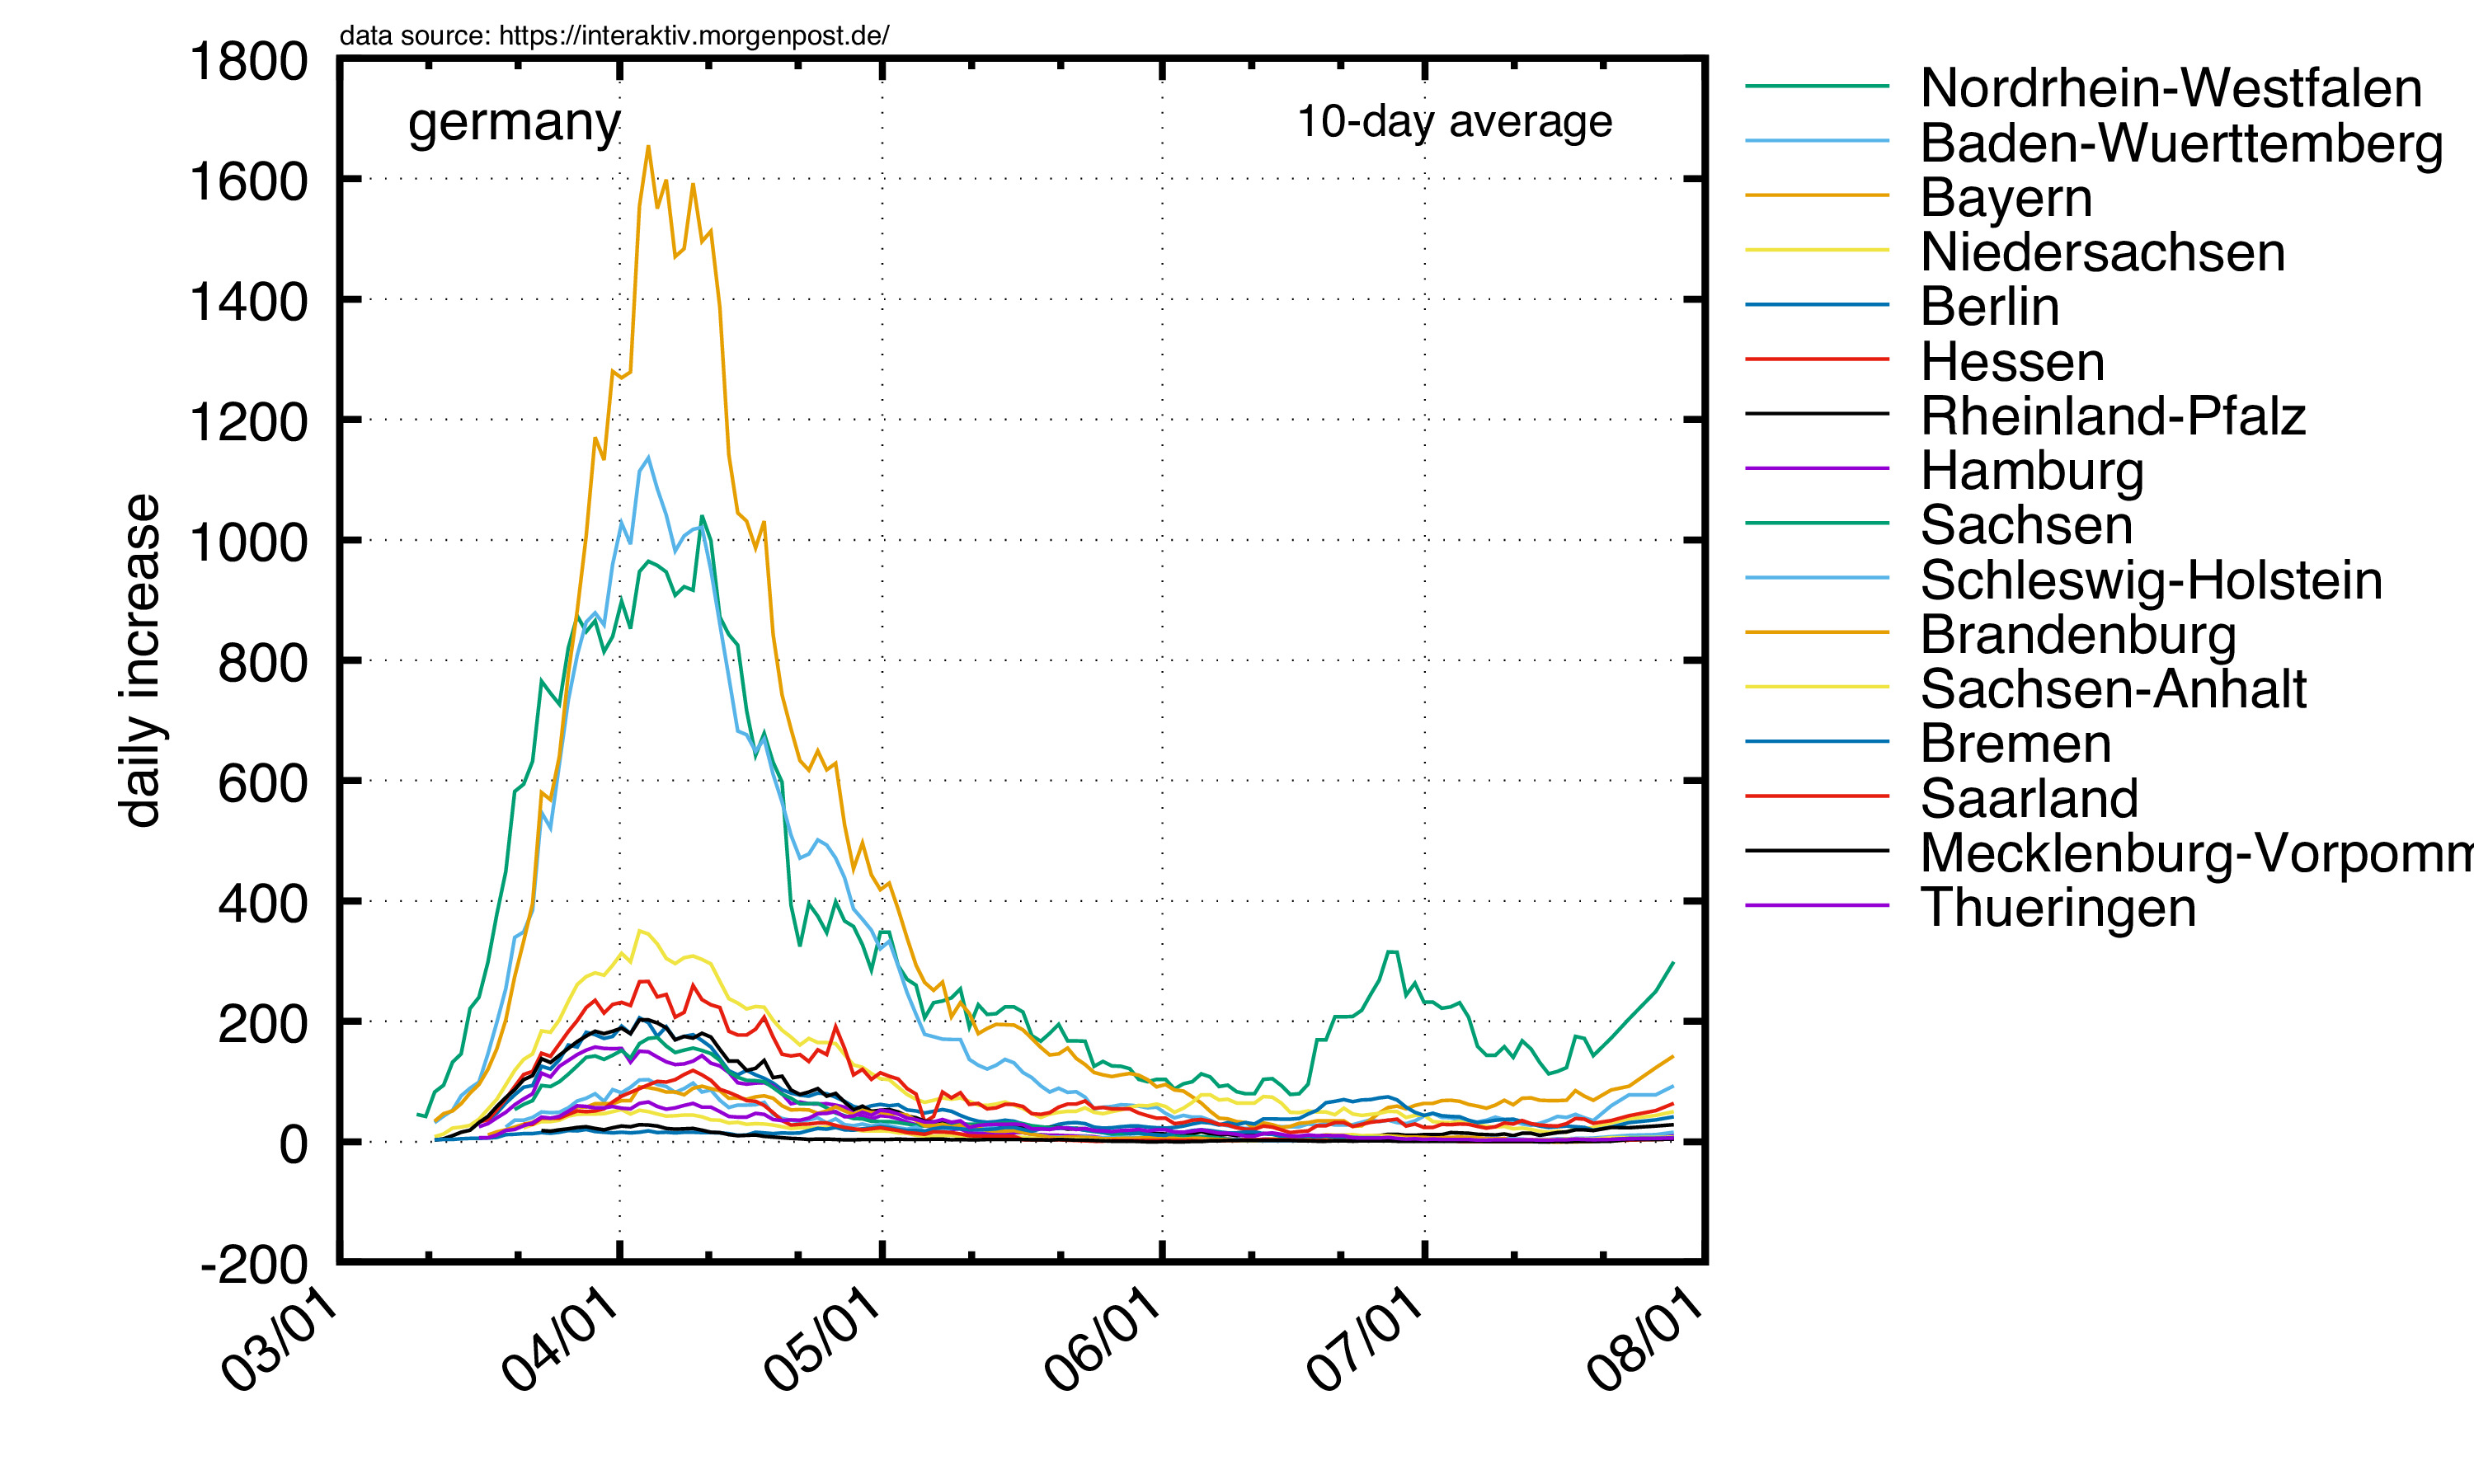 data source: https://interaktiv.morgenpost.de/
germany
10-day average
daily increase
1800
1600
1400
1200
1000
800
600
400
200
0
-200
03/01
04/01
05/01
06/01
07/01
08/01
Nordrhein-Westfalen
Baden-Wuerttemberg
Bayern
Niedersachsen
Berlin
Hessen
Rheinland-Pfalz
Hamburg
Sachsen
Schleswig-Holstein
Brandenburg
Sachsen-Anhalt
Bremen
Saarland
Mecklenburg-Vorpomm
Thueringen